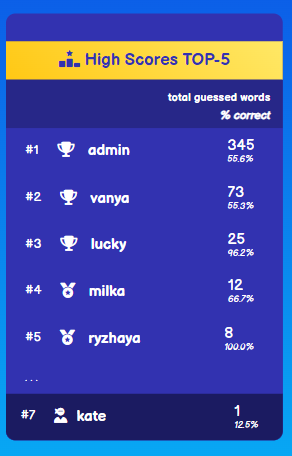 High Scores TOP-5
total guessed words
% correct
#1 admin 345
55.6%
#2 vanya 73
55.3%
#3 lucky 25
96.2%
#4 milka 12
66.7%
#5 ryzhaya 8
100.0%
...
#7 kate 1
12.5%